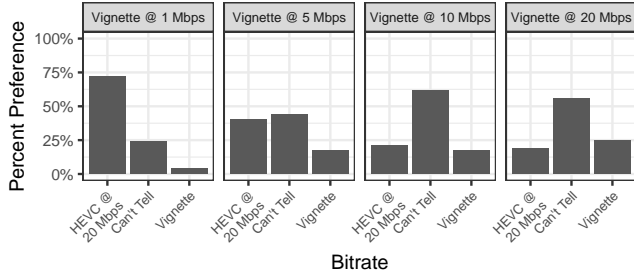 Vignette @ 1 Mbps Vignette @ 5 Mbps Vignette @ 10 Mbps Vignette @ 20 Mbps
100%
75%
50%
25%
0%
Percent Preference
HEVC @
20 Mbps
Can't Tell
Vignette
HEVC @
20 Mbps
Can't Tell
Vignette
HEVC @
20 Mbps
Can't Tell
Vignette
HEVC @
20 Mbps
Can't Tell
Vignette
Bitrate